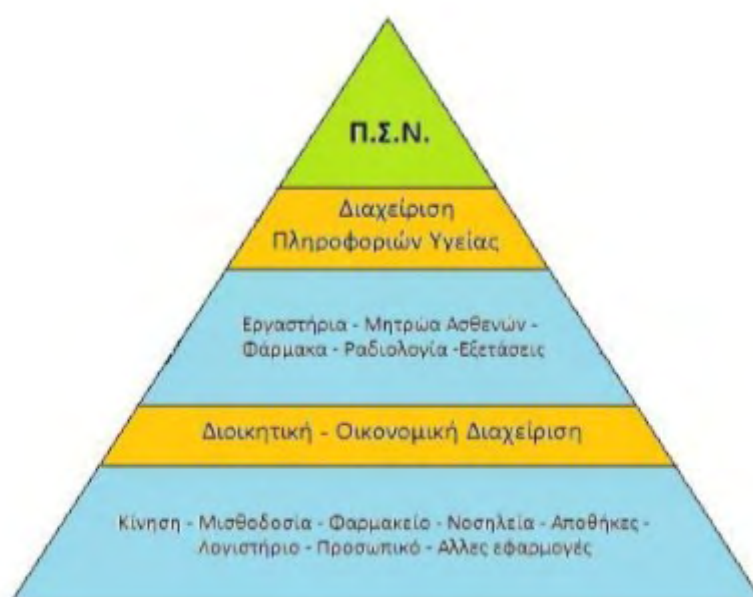 Π.Σ.Ν.
Διαχείριση
Πληροφοριών Υγείας
Εργαστήρια - Μητρώα Ασθενών -
Φάρμακα - Ραδιολογία -Εξετάσεις
Διοικητική - Οικονομική Διαχείριση
Κίνηση - Μισθοδοσία - Φαρμακείο - Νοσηλεία - Αποθήκες -
Λογιστήριο - Προσωπικό - Αλλες εφαρμογές